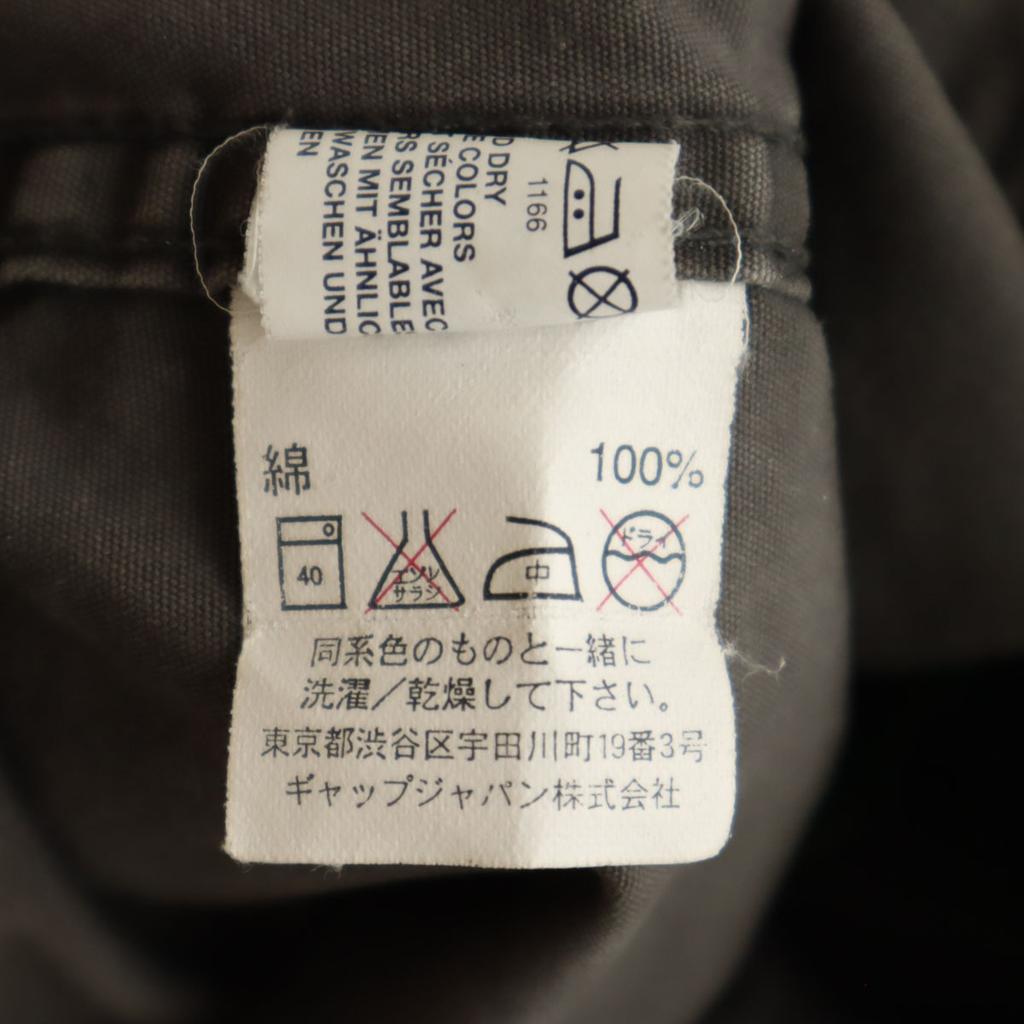 D DRY
E COLORS
SÉCHER AVEC
RS SEMBLABLE
EN MIT ÄHNLIC
WASCHEN UND
EN
1166
綿 100%
40
エンソ
サラシ
中
ドライ
同系色のものと一緒に
洗濯/乾燥して下さい。
東京都渋谷区宇田川町19番3号
ギャップジャパン株式会社